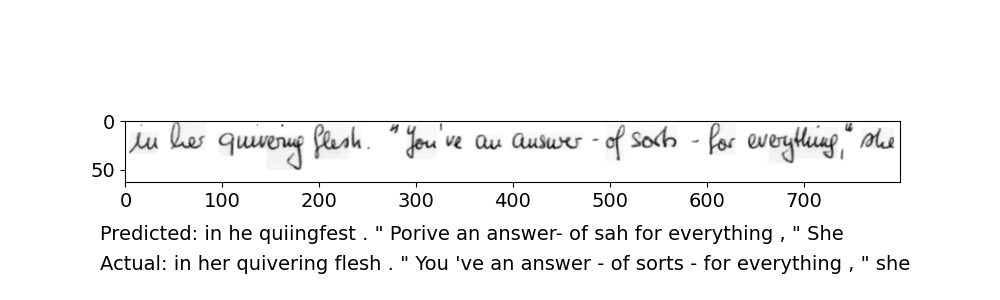 0
in her quivering flesh. "You've an answer - of sorts - for everything," she
50
0 100 200 300 400 500 600 700
Predicted: in he quiingfest . " Porive an answer- of sah for everything , " She
Actual: in her quivering flesh . " You 've an answer - of sorts - for everything , " she